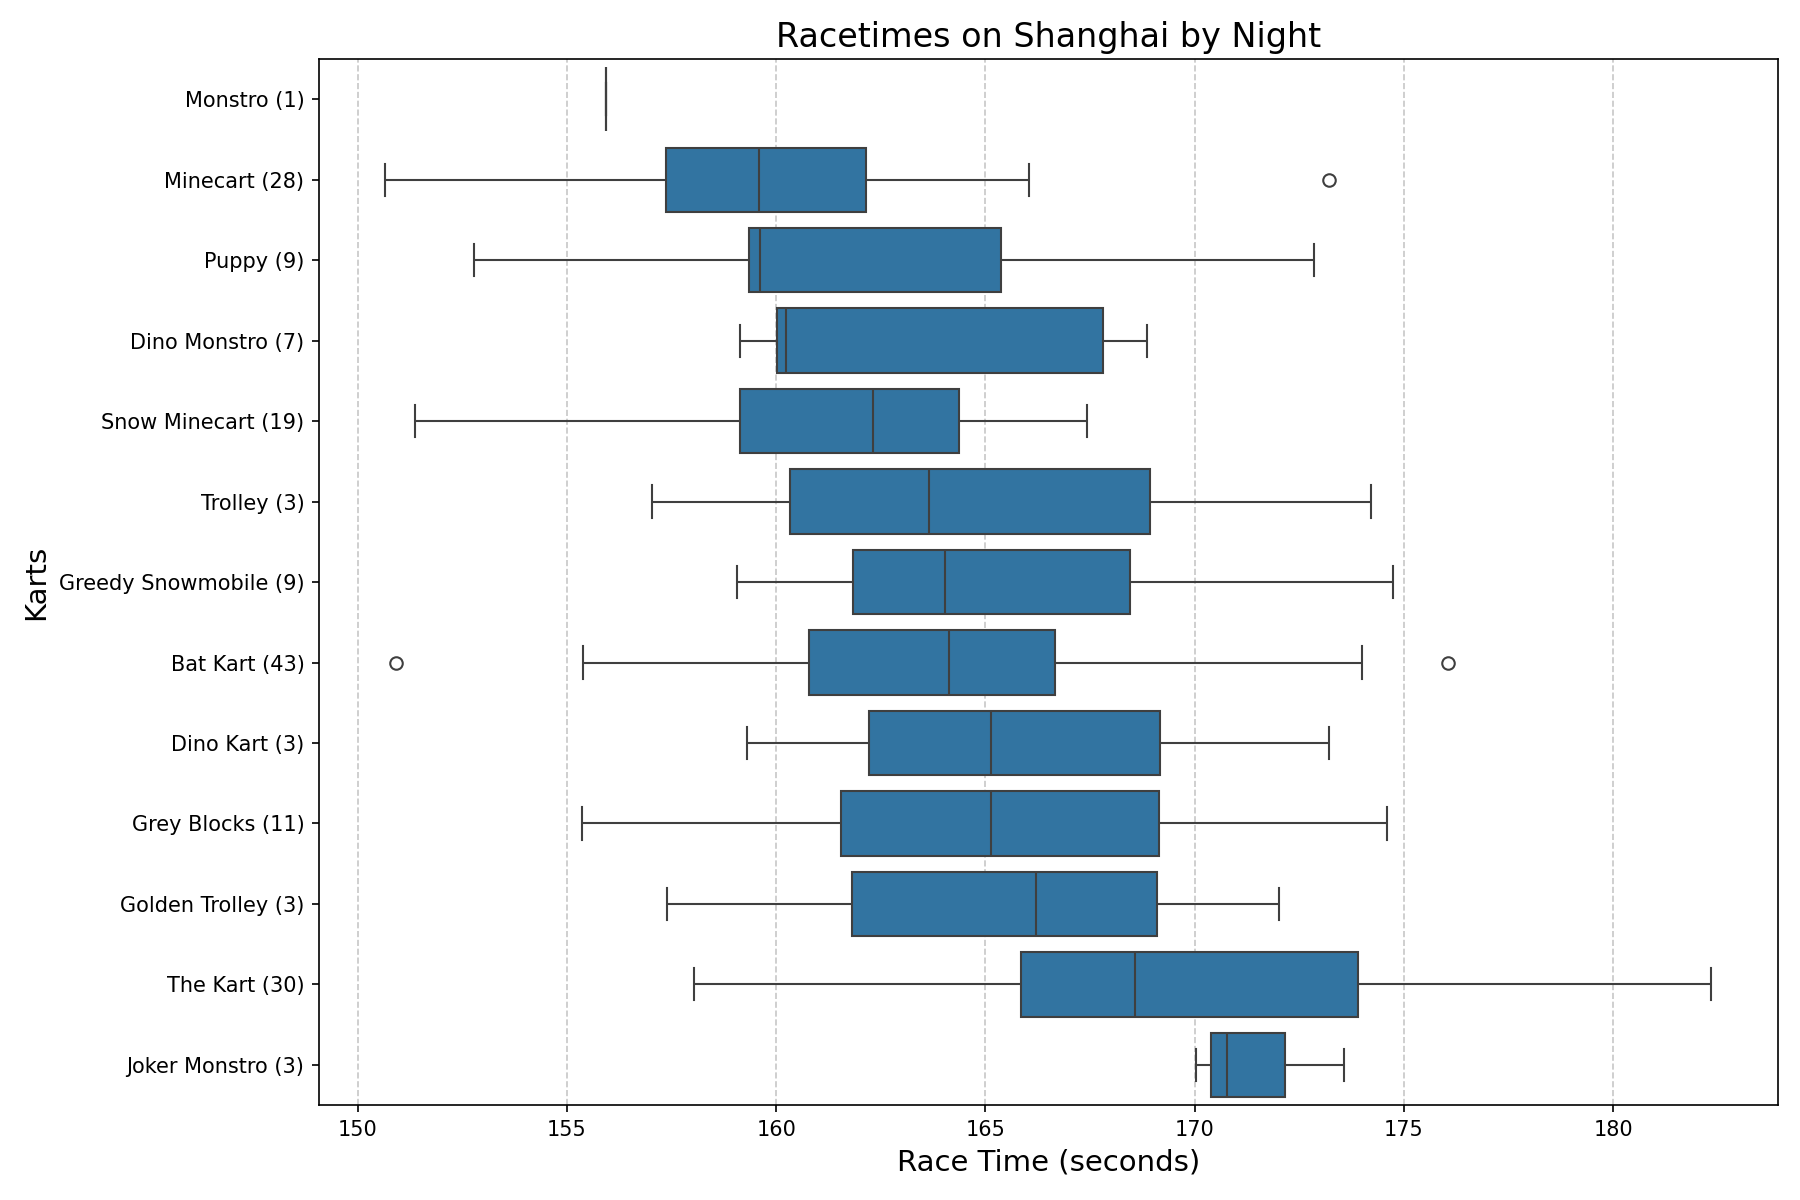 Racetimes on Shanghai by Night
Karts
Monstro (1)
Minecart (28)
Puppy (9)
Dino Monstro (7)
Snow Minecart (19)
Trolley (3)
Greedy Snowmobile (9)
Bat Kart (43)
Dino Kart (3)
Grey Blocks (11)
Golden Trolley (3)
The Kart (30)
Joker Monstro (3)
150 155 160 165 170 175 180
Race Time (seconds)